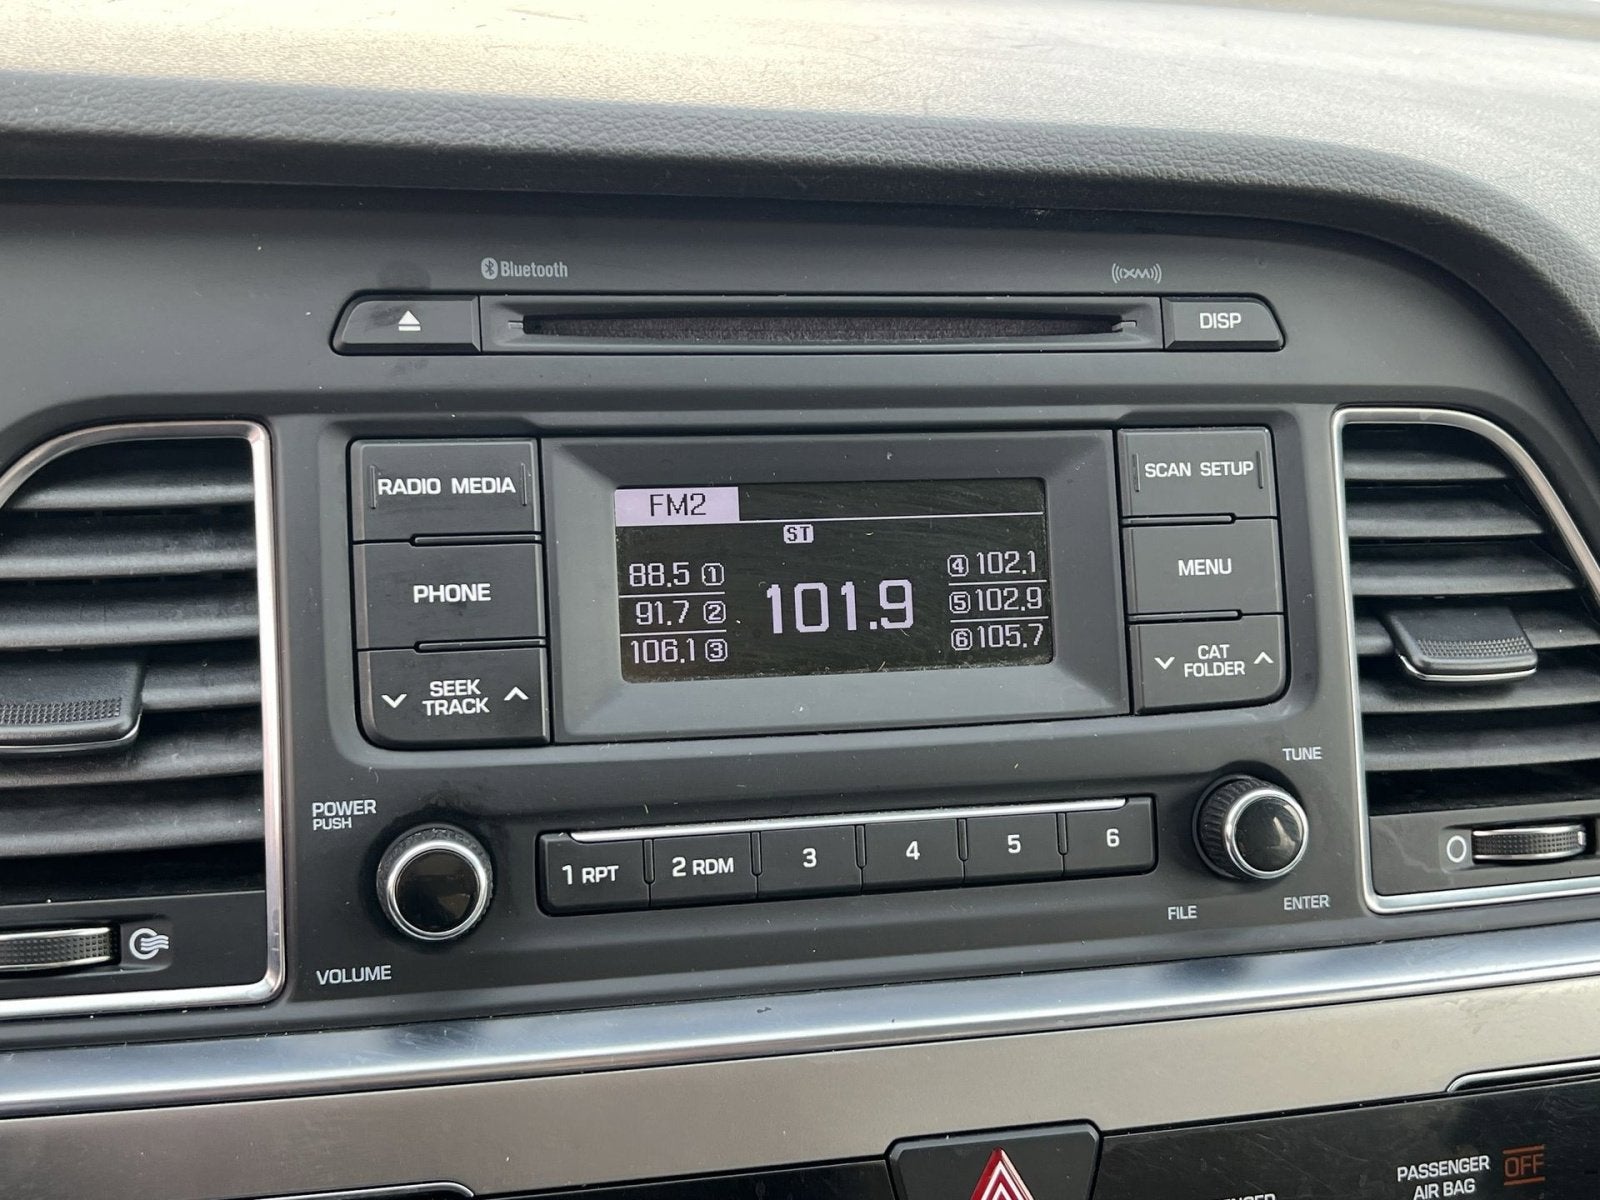 Bluetooth
((XM))
DISP
RADIO MEDIA
SCAN SETUP
FM2
ST
88.5 1
91.7 2
106.1 3
101.9
4 102.1
5 102.9
6 105.7
PHONE
MENU
SEEK
TRACK
CAT
FOLDER
POWER
PUSH
VOLUME
1 RPT
2 RDM
3
4
5
6
TUNE
FILE
ENTER
PASSENGER
AIR BAG
OFF